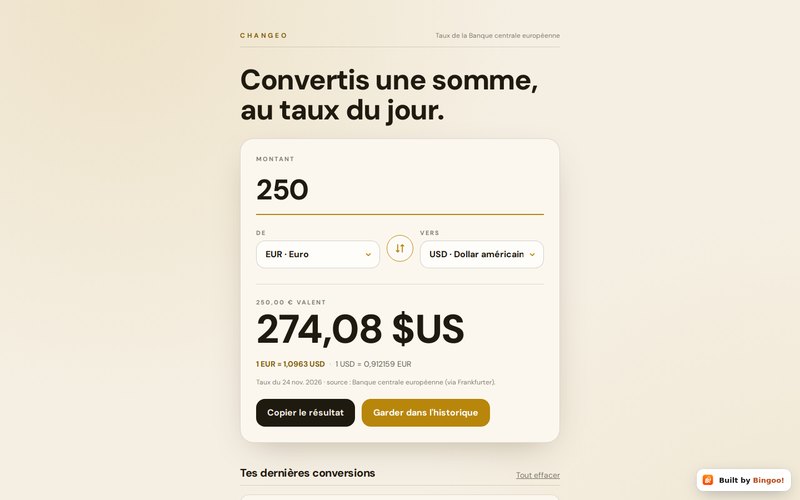 CHANGEO
Taux de la Banque centrale européenne
Convertis une somme,
au taux du jour.
MONTANT
250
DE
VERS
EUR · Euro
USD · Dollar américain
250,00 € VALENT
274,08 $US
1 EUR = 1,0963 USD · 1 USD = 0,912159 EUR
Taux du 24 nov. 2026 · source : Banque centrale européenne (via Frankfurter).
Copier le résultat
Garder dans l'historique
Tes dernières conversions
Tout effacer
Built by Bingoo!